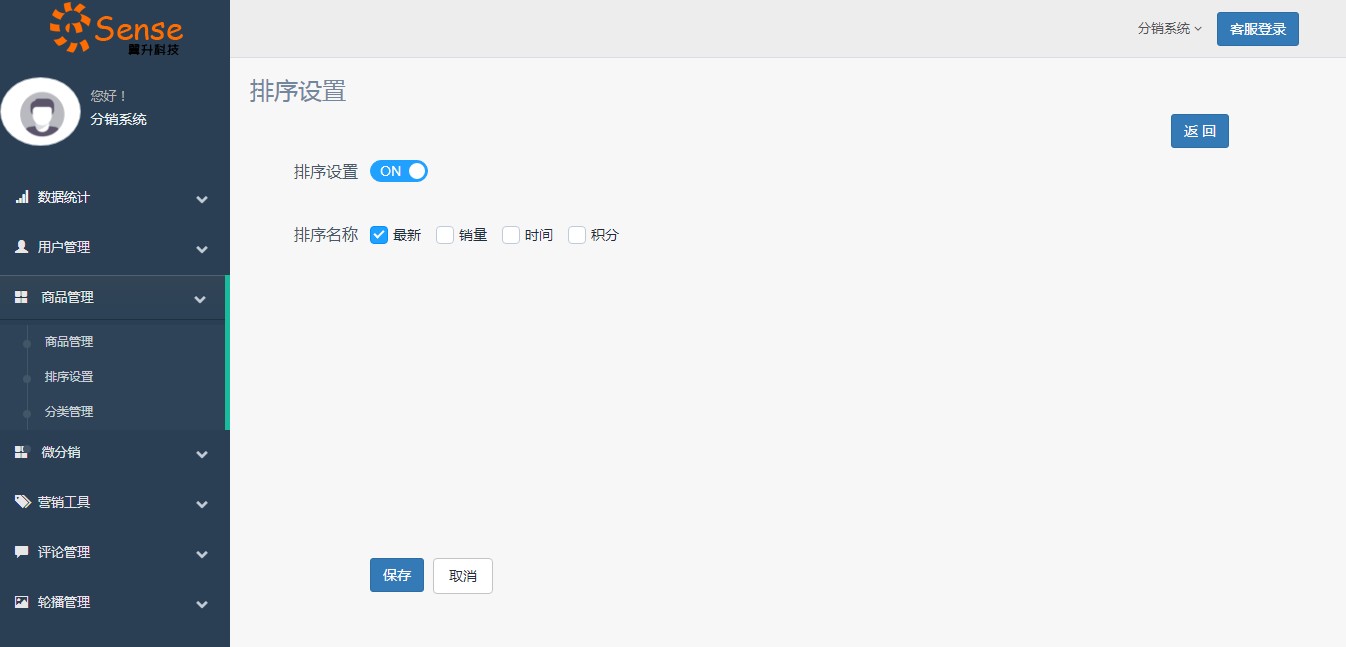 Sense
翼升科技
分销系统
客服登录
您好！
分销系统
排序设置
返 回
排序设置 ON
排序名称 最新 销量 时间 积分
数据统计
用户管理
商品管理
商品管理
排序设置
分类管理
微分销
营销工具
评论管理
轮播管理
保存
取消